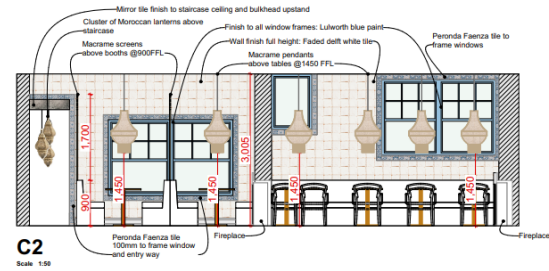 Mirror tile finish to staircase ceiling and bulkhead upstand
Cluster of Moroccan lanterns above
staircase
Macrame screens
above booths @900FFL
Finish to all window frames: Lulworth blue paint
Wall finish full height: Faded delft white tile
Macrame pendants
above tables @1450 FFL
Peronda Faenza tile to
frame windows
1,700
900
1,450
1,450
3,005
1,450
1,450
Peronda Faenza tile
100mm to frame window
and entry way
Fireplace
Fireplace
C2
Scale 1:50